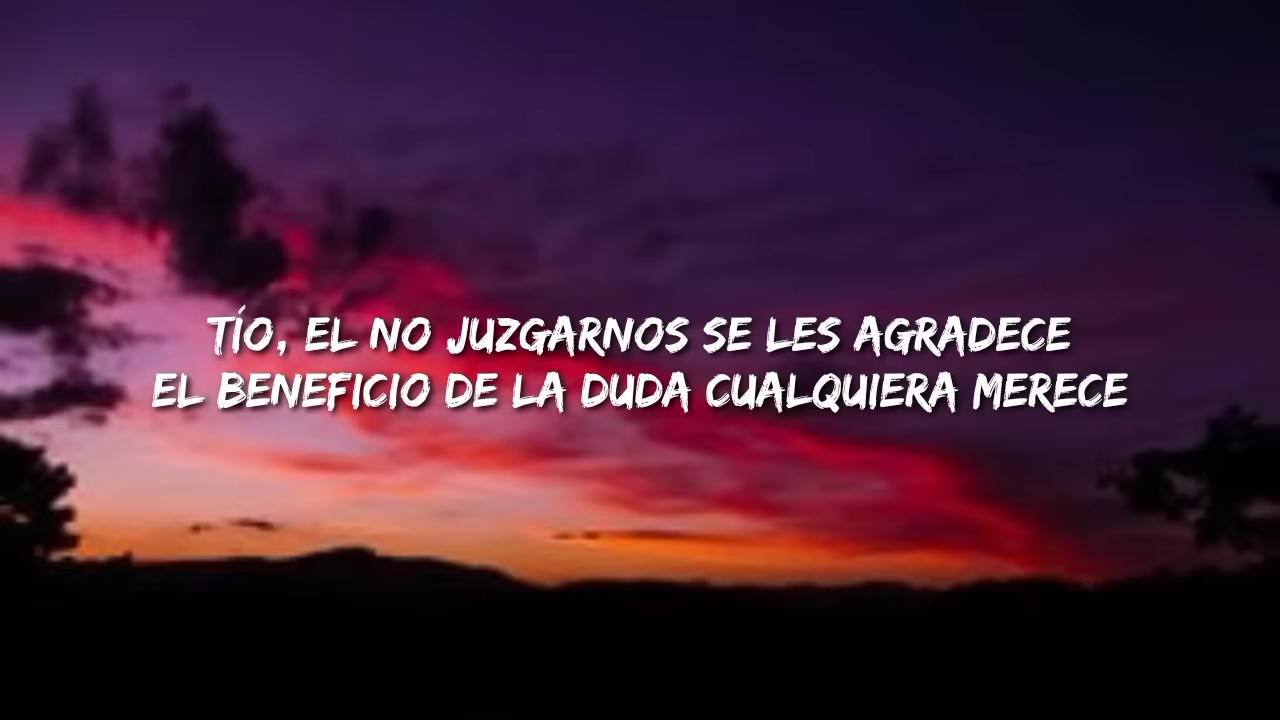 TÍO, EL NO JUZGARNOS SE LES AGRADECE
EL BENEFICIO DE LA DUDA CUALQUIERA MERECE